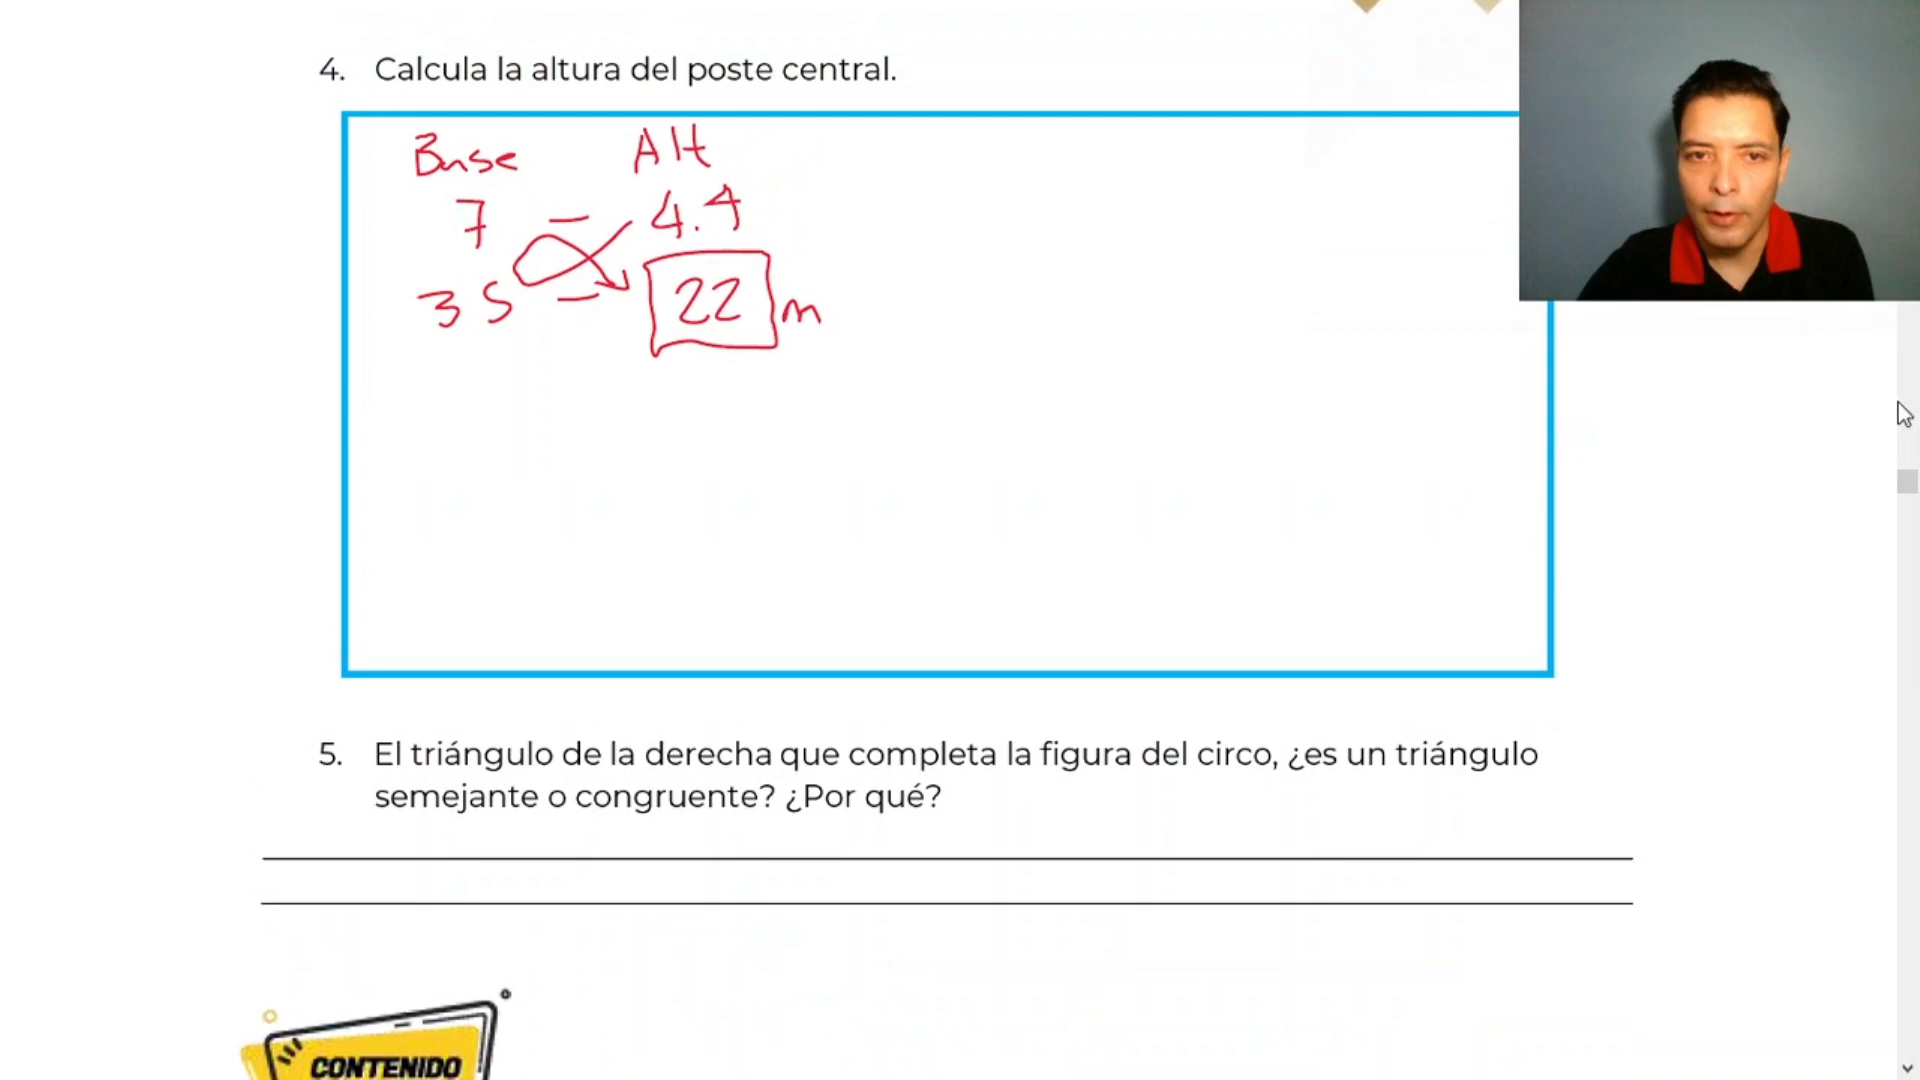 4. Calcula la altura del poste central.
Base Alt
7 – 4.4
35 – 22 m
5. El triángulo de la derecha que completa la figura del circo, ¿es un triángulo
semejante o congruente? ¿Por qué?
CONTENIDO